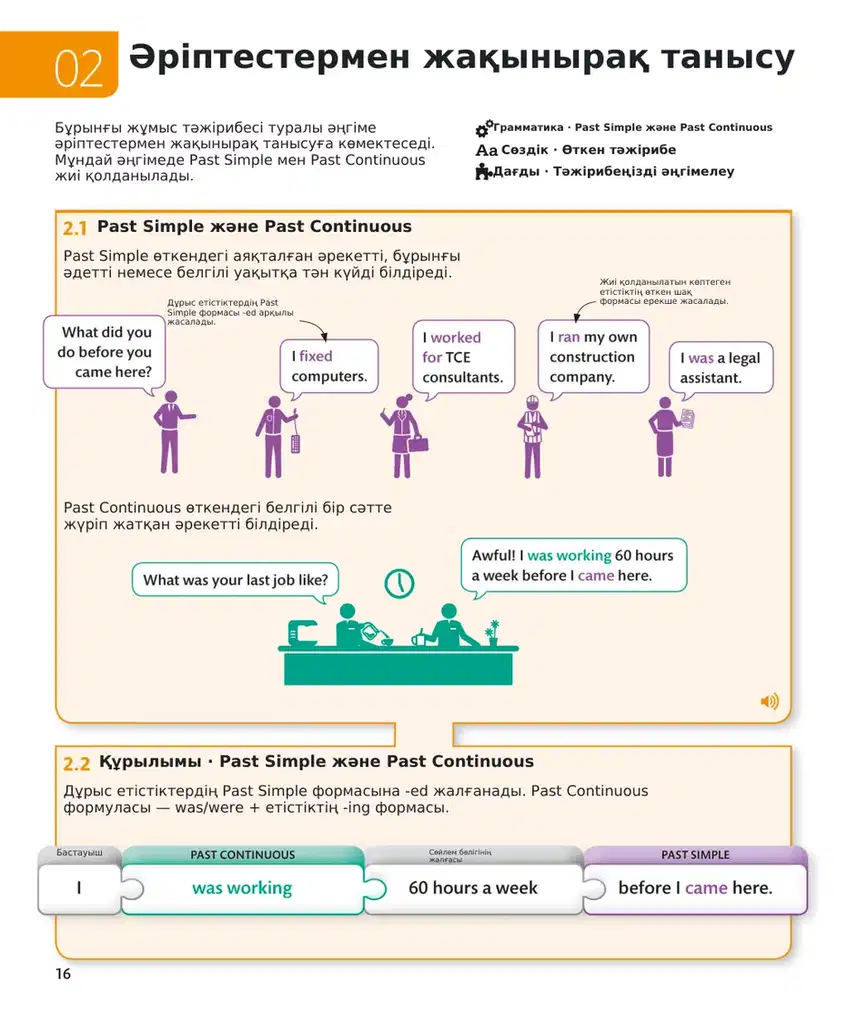 02
Әріптестермен жақынырақ танысу
Бұрынғы жұмыс тәжірибесі туралы әңгіме
әріптестермен жақынырақ танысуға көмектеседі.
Мұндай әңгімеде Past Simple мен Past Continuous
жиі қолданылады.
Грамматика · Past Simple және Past Continuous
Aa Сөздік · Өткен тәжірибе
Дағды · Тәжірибеңізді әңгімелеу
2.1 Past Simple және Past Continuous
Past Simple өткендегі аяқталған әрекетті, бұрынғы
әдетті немесе белгілі уақытқа тән күйді білдіреді.
Дұрыс етістіктердің Past
Simple формасы -ed арқылы
жасалады.
Жиі қолданылатын көптеген
етістіктің өткен шақ
формасы ерекше жасалады.
What did you
do before you
came here?
I fixed
computers.
I worked
for TCE
consultants.
I ran my own
construction
company.
I was a legal
assistant.
Past Continuous өткендегі белгілі бір сәтте
жүріп жатқан әрекетті білдіреді.
What was your last job like?
Awful! I was working 60 hours
a week before I came here.
2.2 Құрылымы · Past Simple және Past Continuous
Дұрыс етістіктердің Past Simple формасына -ed жалғанады. Past Continuous
формуласы — was/were + етістіктің -ing формасы.
Бастауыш
PAST CONTINUOUS
Сөйлем бөлігінің
жалғасы
PAST SIMPLE
I
was working
60 hours a week
before I came here.
16